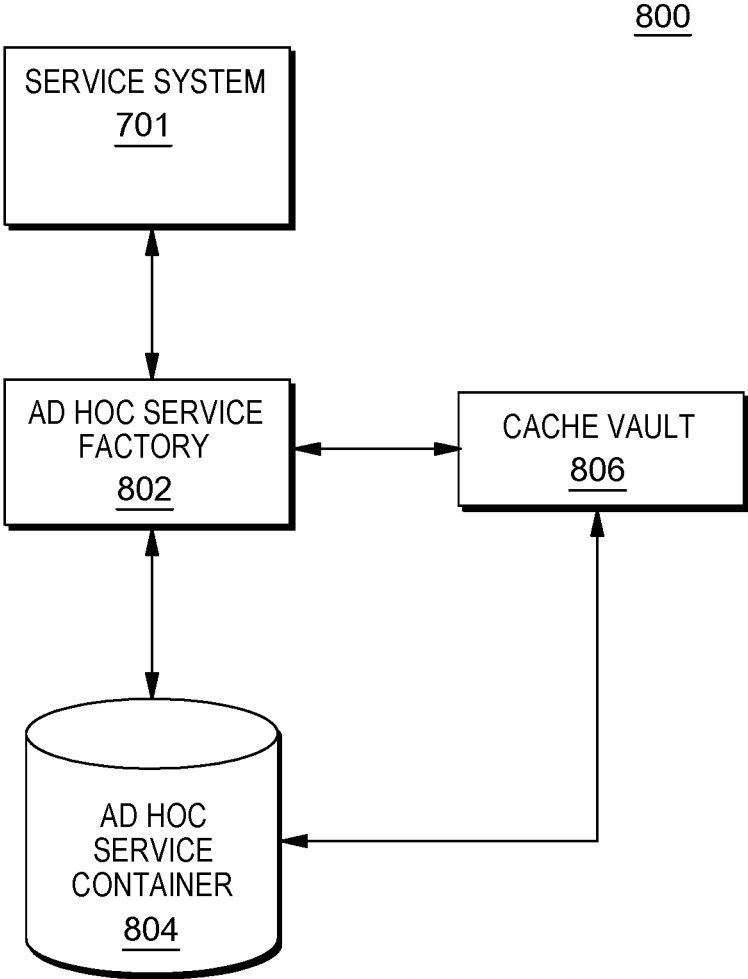 800
SERVICE SYSTEM
701
AD HOC SERVICE
FACTORY
802
CACHE VAULT
806
AD HOC
SERVICE
CONTAINER
804